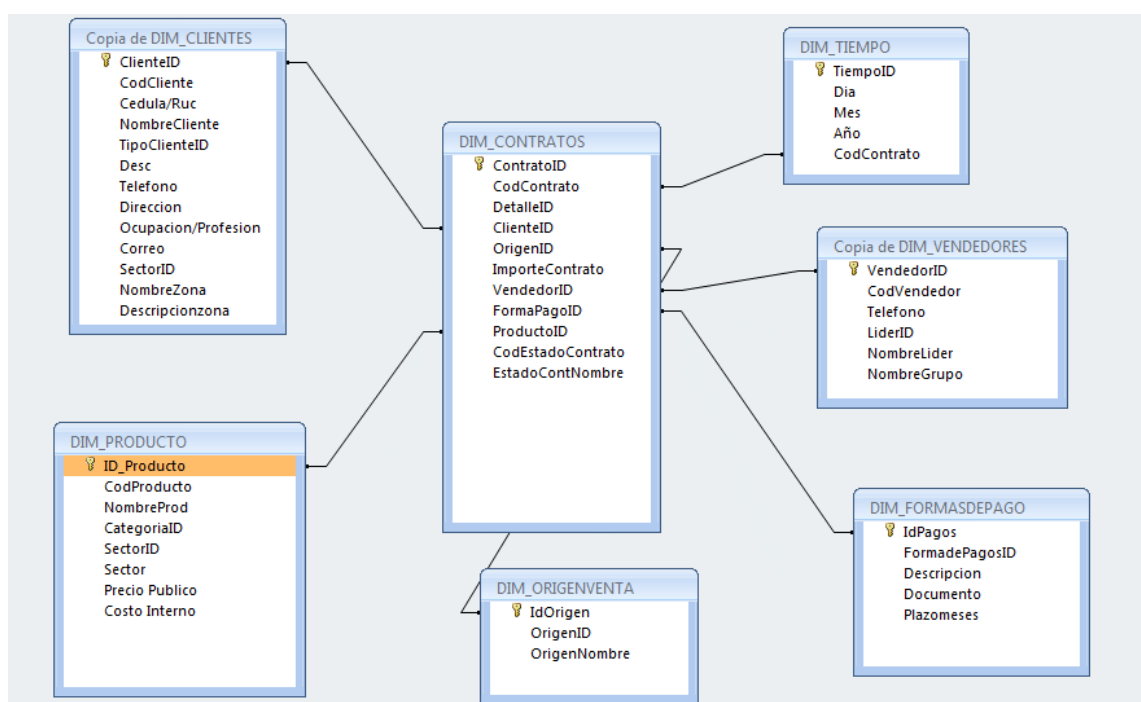 Copia de DIM_CLIENTES
ClienteID
CodCliente
Cedula/Ruc
NombreCliente
TipoClienteID
Desc
Telefono
Direccion
Ocupacion/Profesion
Correo
SectorID
NombreZona
Descripcionzona
DIM_CONTRATOS
ContratoID
CodContrato
DetalleID
ClienteID
OrigenID
ImporteContrato
VendedorID
FormaPagoID
ProductoID
CodEstadoContrato
EstadoContNombre
DIM_TIEMPO
TiempoID
Dia
Mes
Año
CodContrato
Copia de DIM_VENDEDORES
VendedorID
CodVendedor
Telefono
LiderID
NombreLider
NombreGrupo
DIM_PRODUCTO
ID_Producto
CodProducto
NombreProd
CategoriaID
SectorID
Sector
Precio Publico
Costo Interno
DIM_ORIGENVENTA
IdOrigen
OrigenID
OrigenNombre
DIM_FORMASDEPAGO
IdPagos
FormadePagosID
Descripcion
Documento
Plazomeses